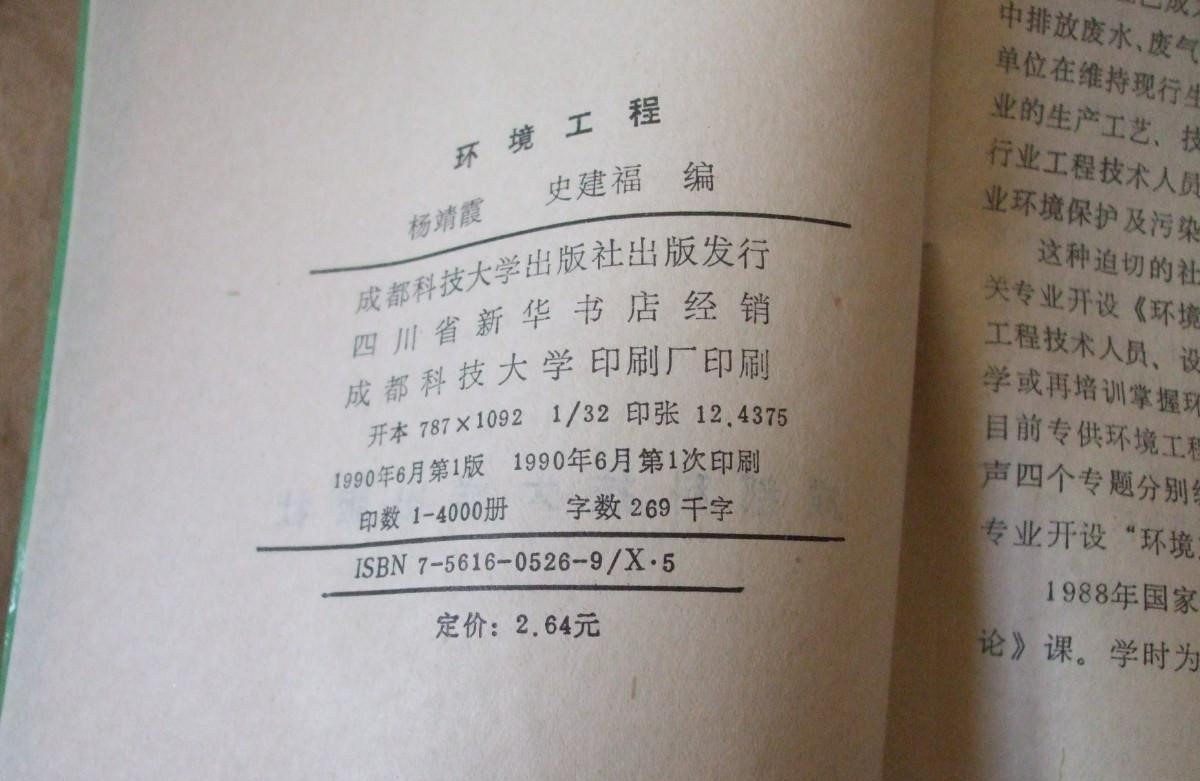 环境工程
杨靖霞 史建福 编
成都科技大学出版社出版发行
四川省新华书店经销
成都科技大学印刷厂印刷
开本 787×1092 1/32 印张 12.4375
1990年6月第1版 1990年6月第1次印刷
印数 1-4000册 字数 269 千字
ISBN 7-5616-0526-9/X·5
定价: 2.64元
中排放废水、废气
单位在维持现行生
业的生产工艺、技
行业工程技术人员
业环境保护及污染
这种迫切的社
关专业开设《环境
工程技术人员、设
学或再培训掌握环
目前专供环境工程
声四个专题分别
专业开设“环境
1988年国家
论》课。学时为